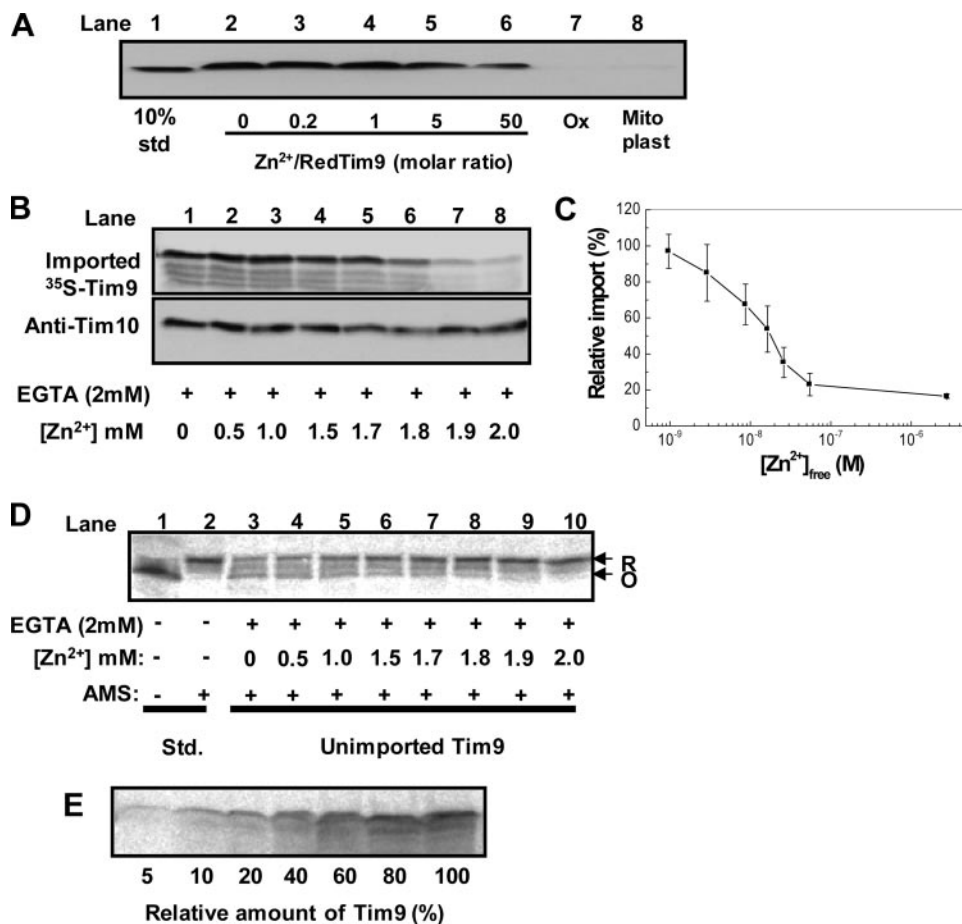 A
Lane 1 2 3 4 5 6 7 8
10% std
0 0.2 1 5 50 Ox Mito plast
Zn²⁺/RedTim9 (molar ratio)
B
Lane 1 2 3 4 5 6 7 8
Imported
³⁵S-Tim9
Anti-Tim10
EGTA (2mM) + + + + + + + +
[Zn²⁺] mM 0 0.5 1.0 1.5 1.7 1.8 1.9 2.0
C
Relative import (%)
120
100
80
60
40
20
0
10⁻⁹ 10⁻⁸ 10⁻⁷ 10⁻⁶
[Zn²⁺]free (M)
D
Lane 1 2 3 4 5 6 7 8 9 10
R
O
EGTA (2mM) - - + + + + + + + +
[Zn²⁺] mM: - - 0 0.5 1.0 1.5 1.7 1.8 1.9 2.0
AMS: - + + + + + + + + +
Std. Unimported Tim9
E
5 10 20 40 60 80 100
Relative amount of Tim9 (%)